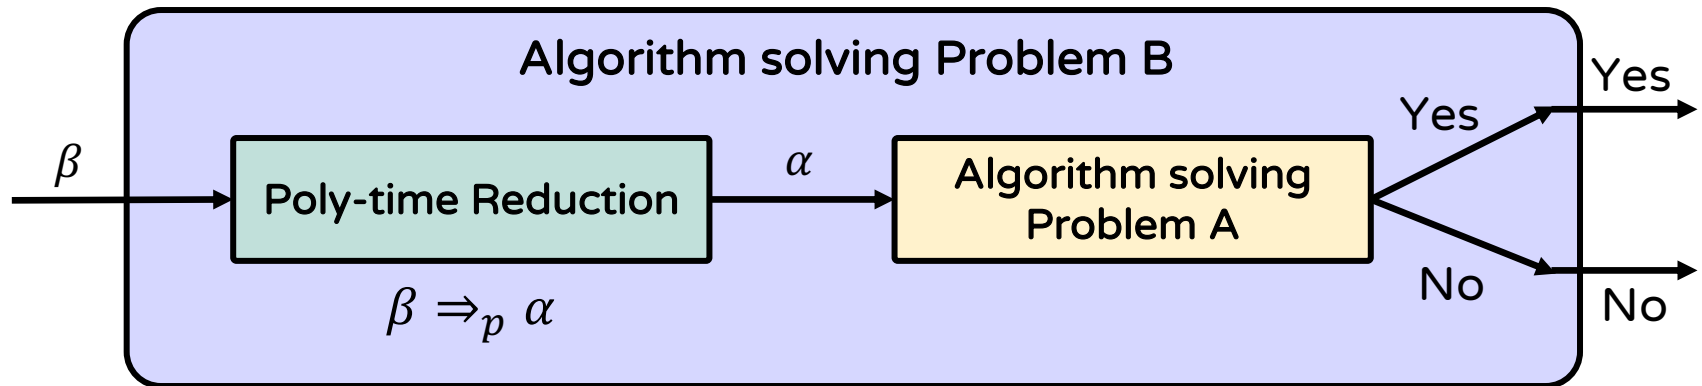 Algorithm solving Problem B
β
Poly-time Reduction
β ⇒ₚ α
α
Algorithm solving
Problem A
Yes
No
Yes
No